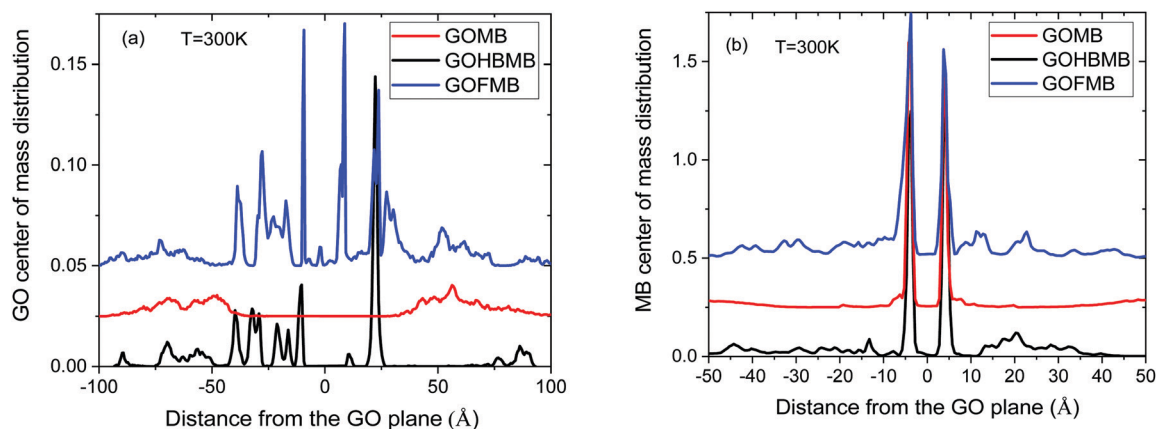 (a)
T=300K
GOMB
GOHBMB
GOFMB
GO center of mass distribution
0.15
0.10
0.05
0.00
-100
-50
0
50
100
Distance from the GO plane (Å)
(b)
T=300K
GOMB
GOHBMB
GOFMB
MB center of mass distribution
1.5
1.0
0.5
0.0
-50 -40 -30 -20 -10 0 10 20 30 40 50
Distance from the GO plane (Å)